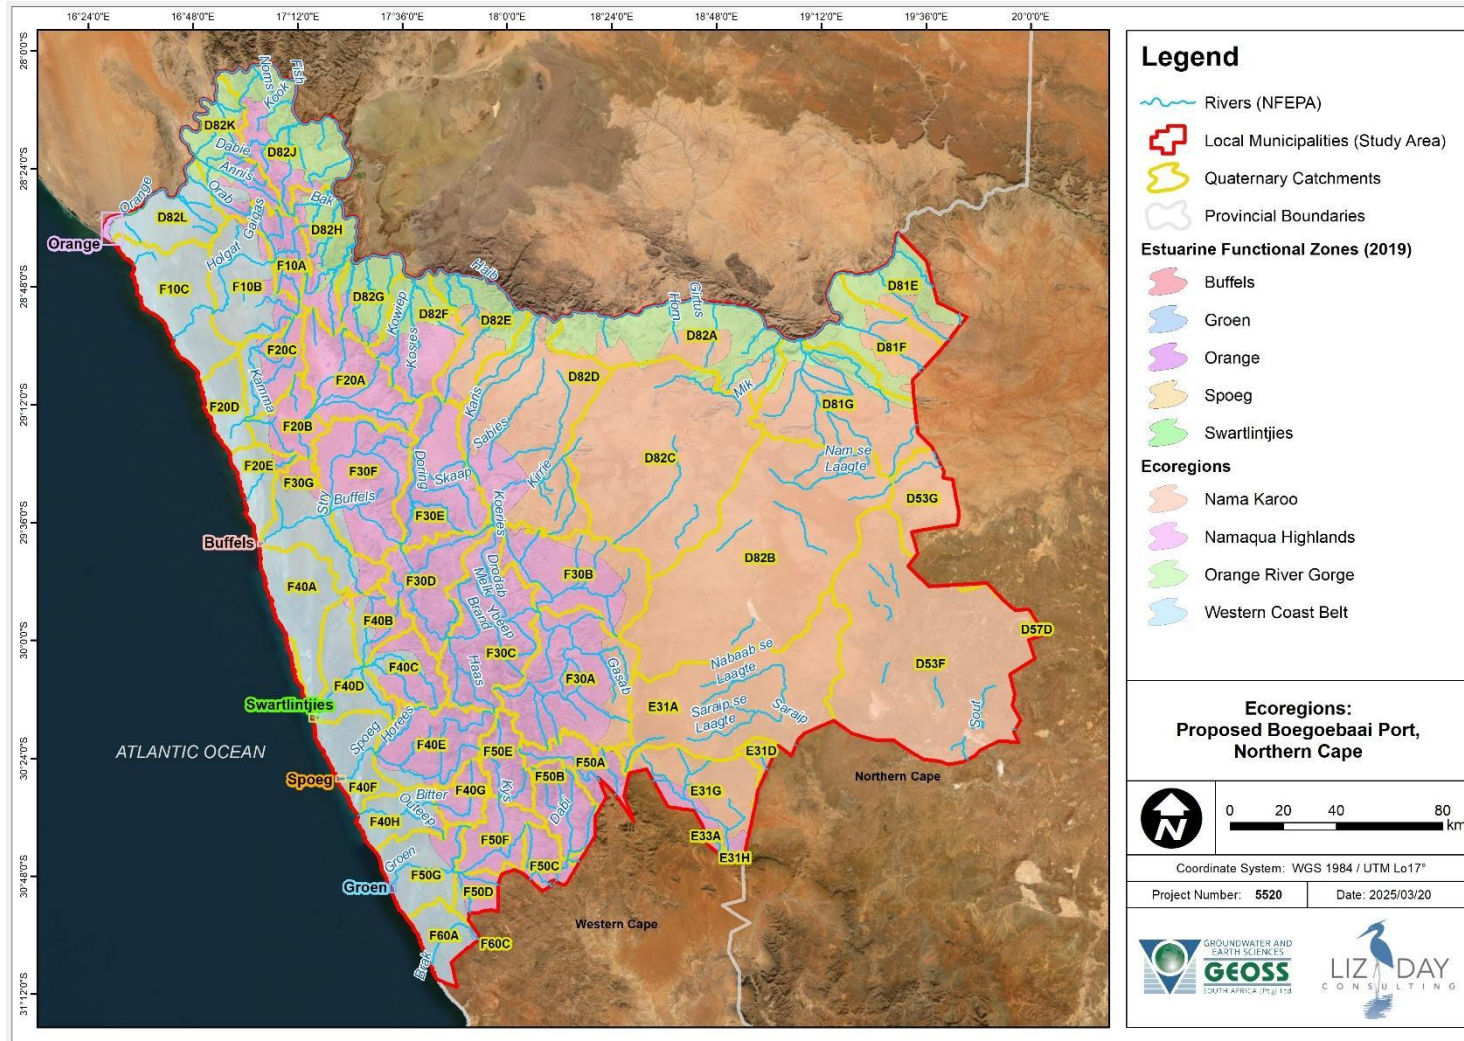 16°24'0"E
16°48'0"E
17°12'0"E
17°36'0"E
18°00'0"E
18°24'0"E
18°48'0"E
19°12'0"E
19°36'0"E
20°00'0"E
28°0'0"S
28°24'0"S
28°48'0"S
29°12'0"S
29°36'0"S
30°0'0"S
30°24'0"S
30°48'0"S
31°12'0"S
Noms
Kook
Fish
D82K
Dabie
D82J
Annis
Orab
Bak
Orange
D82L
Gaigas
D82H
Orange
Holgat
F10A
Haib
F10C
F10B
D82G
Kowiep
D82F
D82E
Hom
Girtus
D82A
D81E
F20C
Kosies
D81F
Kamma
F20A
D82D
Mik
F20D
Karis
D81G
F20B
Sabies
F20E
F30F
Doring
Skaap
Kirrie
D82C
Nam se
Laagte
F30G
Stry
Buffels
Koeries
D53G
F30E
Buffels
D82B
F40A
F30D
Drodab
F30B
Melk
Ybeep
Brand
F40B
D57D
F30C
F40C
Haas
F30A
Gasab
Nabaab se
Laagte
D53F
F40D
Swartlintjies
E31A
Saraip se
Laagte
Saraip
Sout
Spoeg
Horees
F40E
F50E
E31D
ATLANTIC OCEAN
F50A
Northern Cape
Spoeg
F40F
Bitter
F40G
Kys
F50B
Dabi
E31G
Outeep
F40H
F50F
E33A
Groen
F50C
E31H
Groen
F50G
F50D
Western Cape
F60A
F60C
Brak
Legend
Rivers (NFEPA)
Local Municipalities (Study Area)
Quaternary Catchments
Provincial Boundaries
Estuarine Functional Zones (2019)
Buffels
Groen
Orange
Spoeg
Swartlintjies
Ecoregions
Nama Karoo
Namaqua Highlands
Orange River Gorge
Western Coast Belt
Ecoregions:
Proposed Boegoebaai Port,
Northern Cape
N
0 20 40 80
km
Coordinate System: WGS 1984 / UTM Lo17°
Project Number: 5520
Date: 2025/03/20
GROUNDWATER AND
EARTH SCIENCES
GEOSS
SOUTH AFRICA (Pty) Ltd
LIZ DAY
CONSULTING